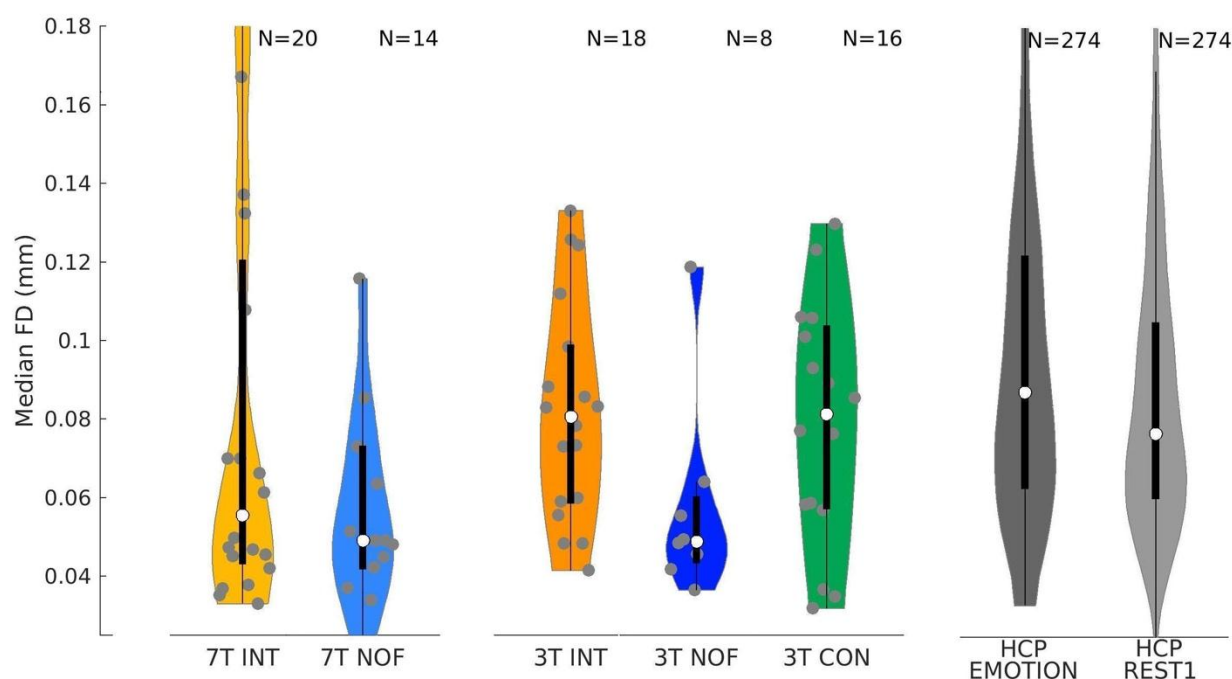 0.18
N=20
N=14
N=18
N=8
N=16
N=274
N=274
0.16
0.14
0.12
0.1
0.08
0.06
0.04
Median FD (mm)
7T INT
7T NOF
3T INT
3T NOF
3T CON
HCP
EMOTION
HCP
REST1